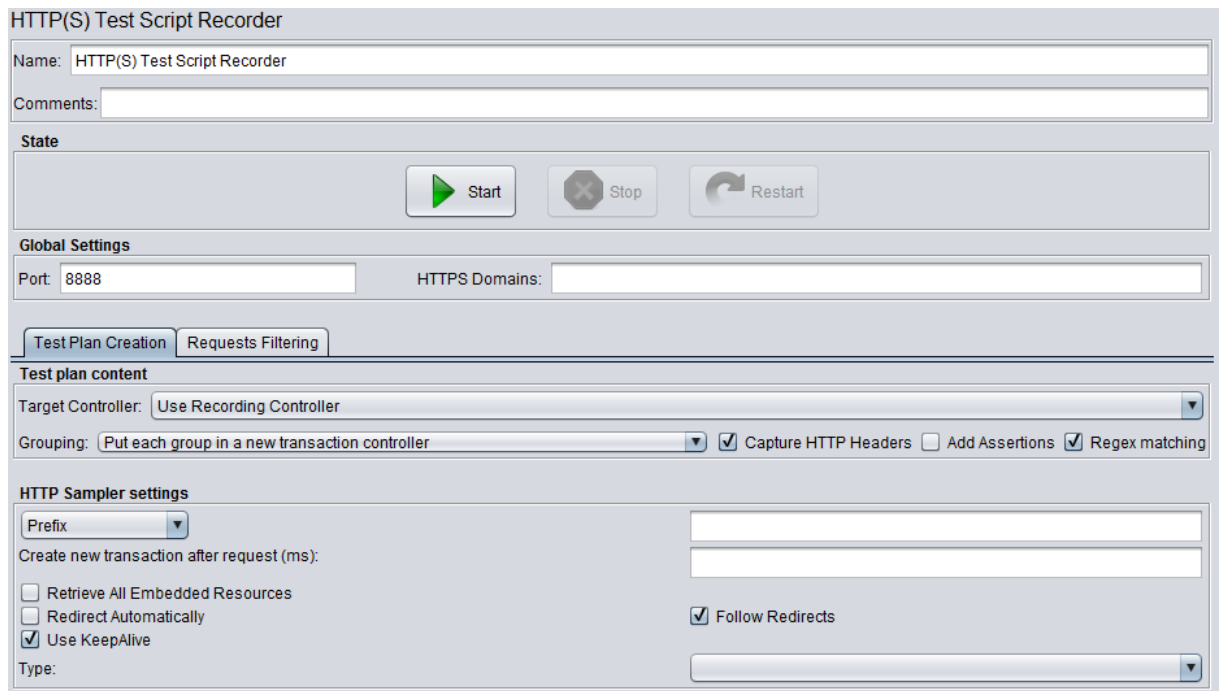 HTTP(S) Test Script Recorder
Name: HTTP(S) Test Script Recorder
Comments:
State
Start Stop Restart
Global Settings
Port: 8888 HTTPS Domains:
Test Plan Creation Requests Filtering
Test plan content
Target Controller: Use Recording Controller
Grouping: Put each group in a new transaction controller Capture HTTP Headers Add Assertions Regex matching
HTTP Sampler settings
Prefix
Create new transaction after request (ms):
Retrieve All Embedded Resources
Redirect Automatically Follow Redirects
Use KeepAlive
Type: